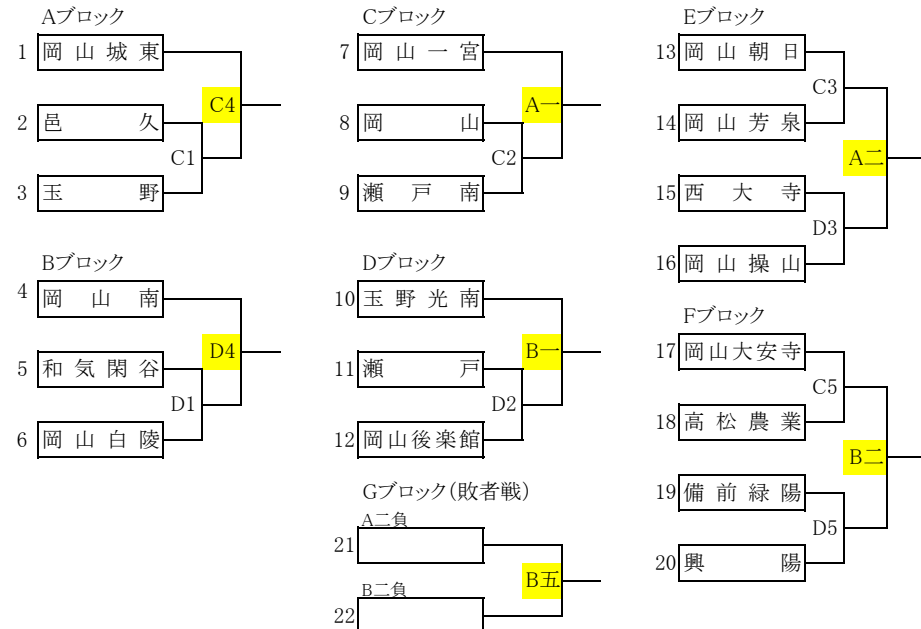 Aブロック
1 岡山城東
C4
2 邑久
C1
3 玉野
Bブロック
4 岡山南
D4
5 和気閑谷
D1
6 岡山白陵
Cブロック
7 岡山一宮
A一
8 岡山
C2
9 瀬戸南
Dブロック
10 玉野光南
B一
11 瀬戸
D2
12 岡山後楽館
Gブロック(敗者戦)
A二負
21
B五
B二負
22
Eブロック
13 岡山朝日
C3
14 岡山芳泉
A二
15 西大寺
D3
16 岡山操山
Fブロック
17 岡山大安寺
C5
18 高松農業
B二
19 備前緑陽
D5
20 興陽